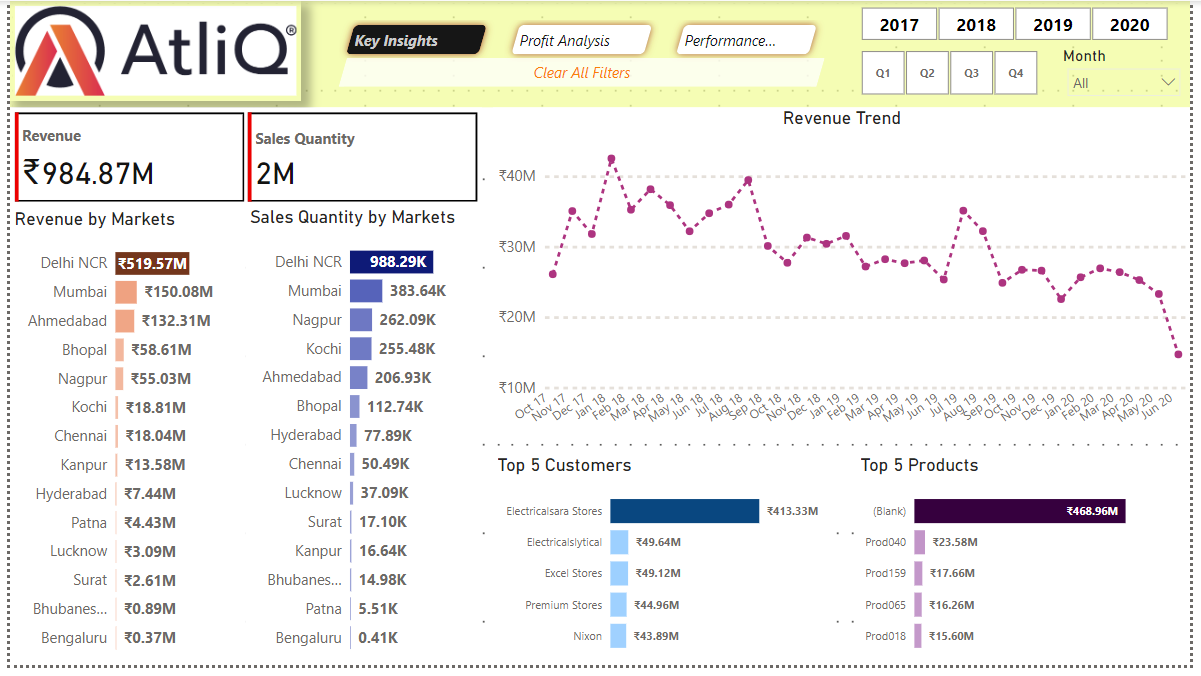 AtliQ®
Key Insights
Profit Analysis
Performance...
Clear All Filters
2017
2018
2019
2020
Q1
Q2
Q3
Q4
Month
All
Revenue
₹984.87M
Sales Quantity
2M
Revenue by Markets
Delhi NCR ₹519.57M
Mumbai ₹150.08M
Ahmedabad ₹132.31M
Bhopal ₹58.61M
Nagpur ₹55.03M
Kochi ₹18.81M
Chennai ₹18.04M
Kanpur ₹13.58M
Hyderabad ₹7.44M
Patna ₹4.43M
Lucknow ₹3.09M
Surat ₹2.61M
Bhubanes... ₹0.89M
Bengaluru ₹0.37M
Sales Quantity by Markets
Delhi NCR 988.29K
Mumbai 383.64K
Nagpur 262.09K
Kochi 255.48K
Ahmedabad 206.93K
Bhopal 112.74K
Hyderabad 77.89K
Chennai 50.49K
Lucknow 37.09K
Surat 17.10K
Kanpur 16.64K
Bhubanes... 14.98K
Patna 5.51K
Bengaluru 0.41K
Revenue Trend
₹40M
₹30M
₹20M
₹10M
Oct 17
Nov 17
Dec 17
Jan 18
Feb 18
Mar 18
Apr 18
May 18
Jun 18
Jul 18
Aug 18
Sep 18
Oct 18
Nov 18
Dec 18
Jan 19
Feb 19
Mar 19
Apr 19
May 19
Jun 19
Jul 19
Aug 19
Sep 19
Oct 19
Nov 19
Dec 19
Jan 20
Feb 20
Mar 20
Apr 20
May 20
Jun 20
Top 5 Customers
Electricalsara Stores ₹413.33M
Electricalslytical ₹49.64M
Excel Stores ₹49.12M
Premium Stores ₹44.96M
Nixon ₹43.89M
Top 5 Products
(Blank) ₹468.96M
Prod040 ₹23.58M
Prod159 ₹17.66M
Prod065 ₹16.26M
Prod018 ₹15.60M